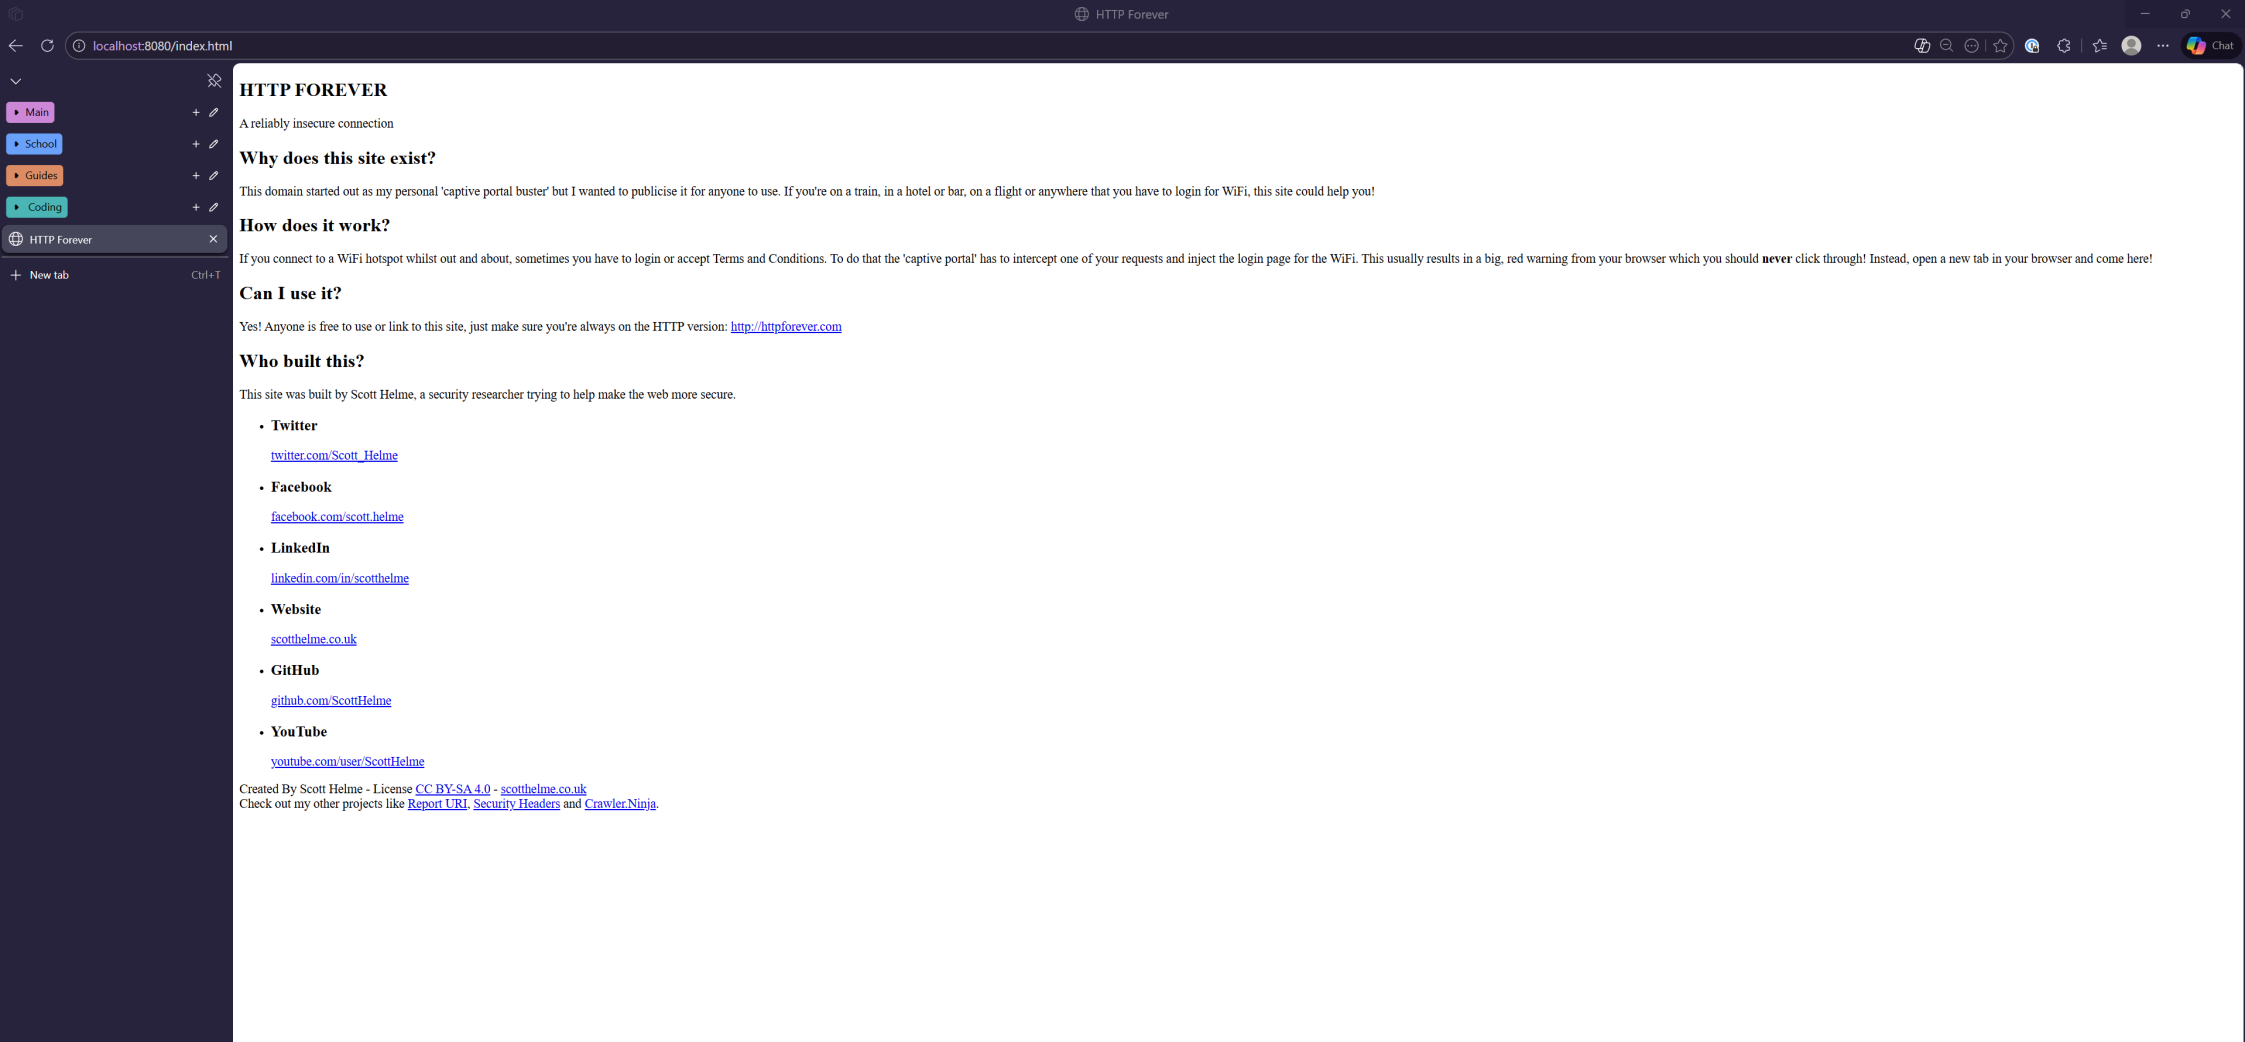 HTTP Forever
localhost:8080/index.html
Chat
Main
School
Guides
Coding
HTTP Forever
New tab Ctrl+T
HTTP FOREVER
A reliably insecure connection
Why does this site exist?
This domain started out as my personal 'captive portal buster' but I wanted to publicise it for anyone to use. If you're on a train, in a hotel or bar, on a flight or anywhere that you have to login for WiFi, this site could help you!
How does it work?
If you connect to a WiFi hotspot whilst out and about, sometimes you have to login or accept Terms and Conditions. To do that the 'captive portal' has to intercept one of your requests and inject the login page for the WiFi. This usually results in a big, red warning from your browser which you should never click through! Instead, open a new tab in your browser and come here!
Can I use it?
Yes! Anyone is free to use or link to this site, just make sure you're always on the HTTP version: http://httpforever.com
Who built this?
This site was built by Scott Helme, a security researcher trying to help make the web more secure.
Twitter
twitter.com/Scott_Helme
Facebook
facebook.com/scott.helme
LinkedIn
linkedin.com/in/scotthelme
Website
scotthelme.co.uk
GitHub
github.com/ScottHelme
YouTube
youtube.com/user/ScottHelme
Created By Scott Helme - License CC BY-SA 4.0 - scotthelme.co.uk
Check out my other projects like Report URI, Security Headers and Crawler.Ninja.